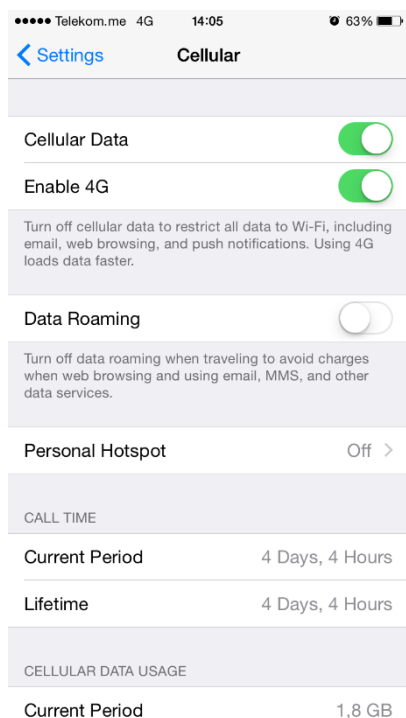 Telekom.me 4G 14:05 63%
Settings Cellular
Cellular Data
Enable 4G
Turn off cellular data to restrict all data to Wi-Fi, including
email, web browsing, and push notifications. Using 4G
loads data faster.
Data Roaming
Turn off data roaming when traveling to avoid charges
when web browsing and using email, MMS, and other
data services.
Personal Hotspot Off
CALL TIME
Current Period 4 Days, 4 Hours
Lifetime 4 Days, 4 Hours
CELLULAR DATA USAGE
Current Period 1,8 GB